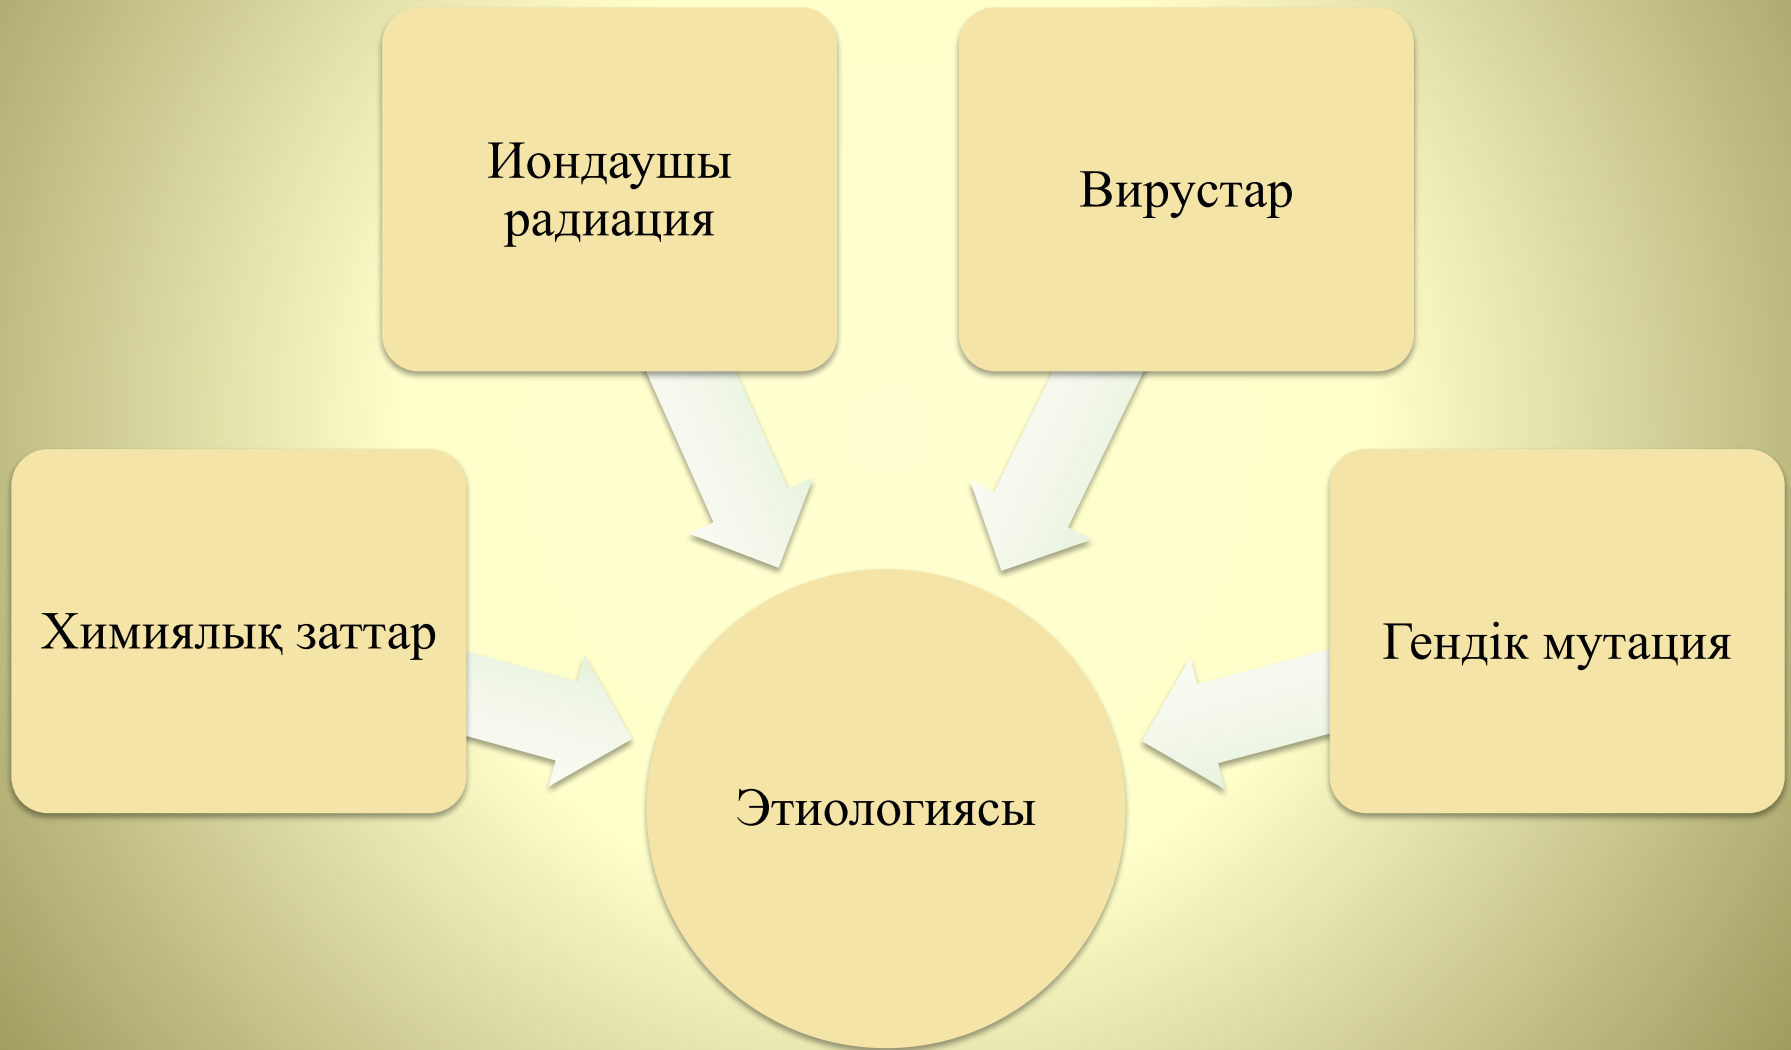 Иондаушы
радиация
Вирустар
Химиялық заттар
Гендік мутация
Этиологиясы